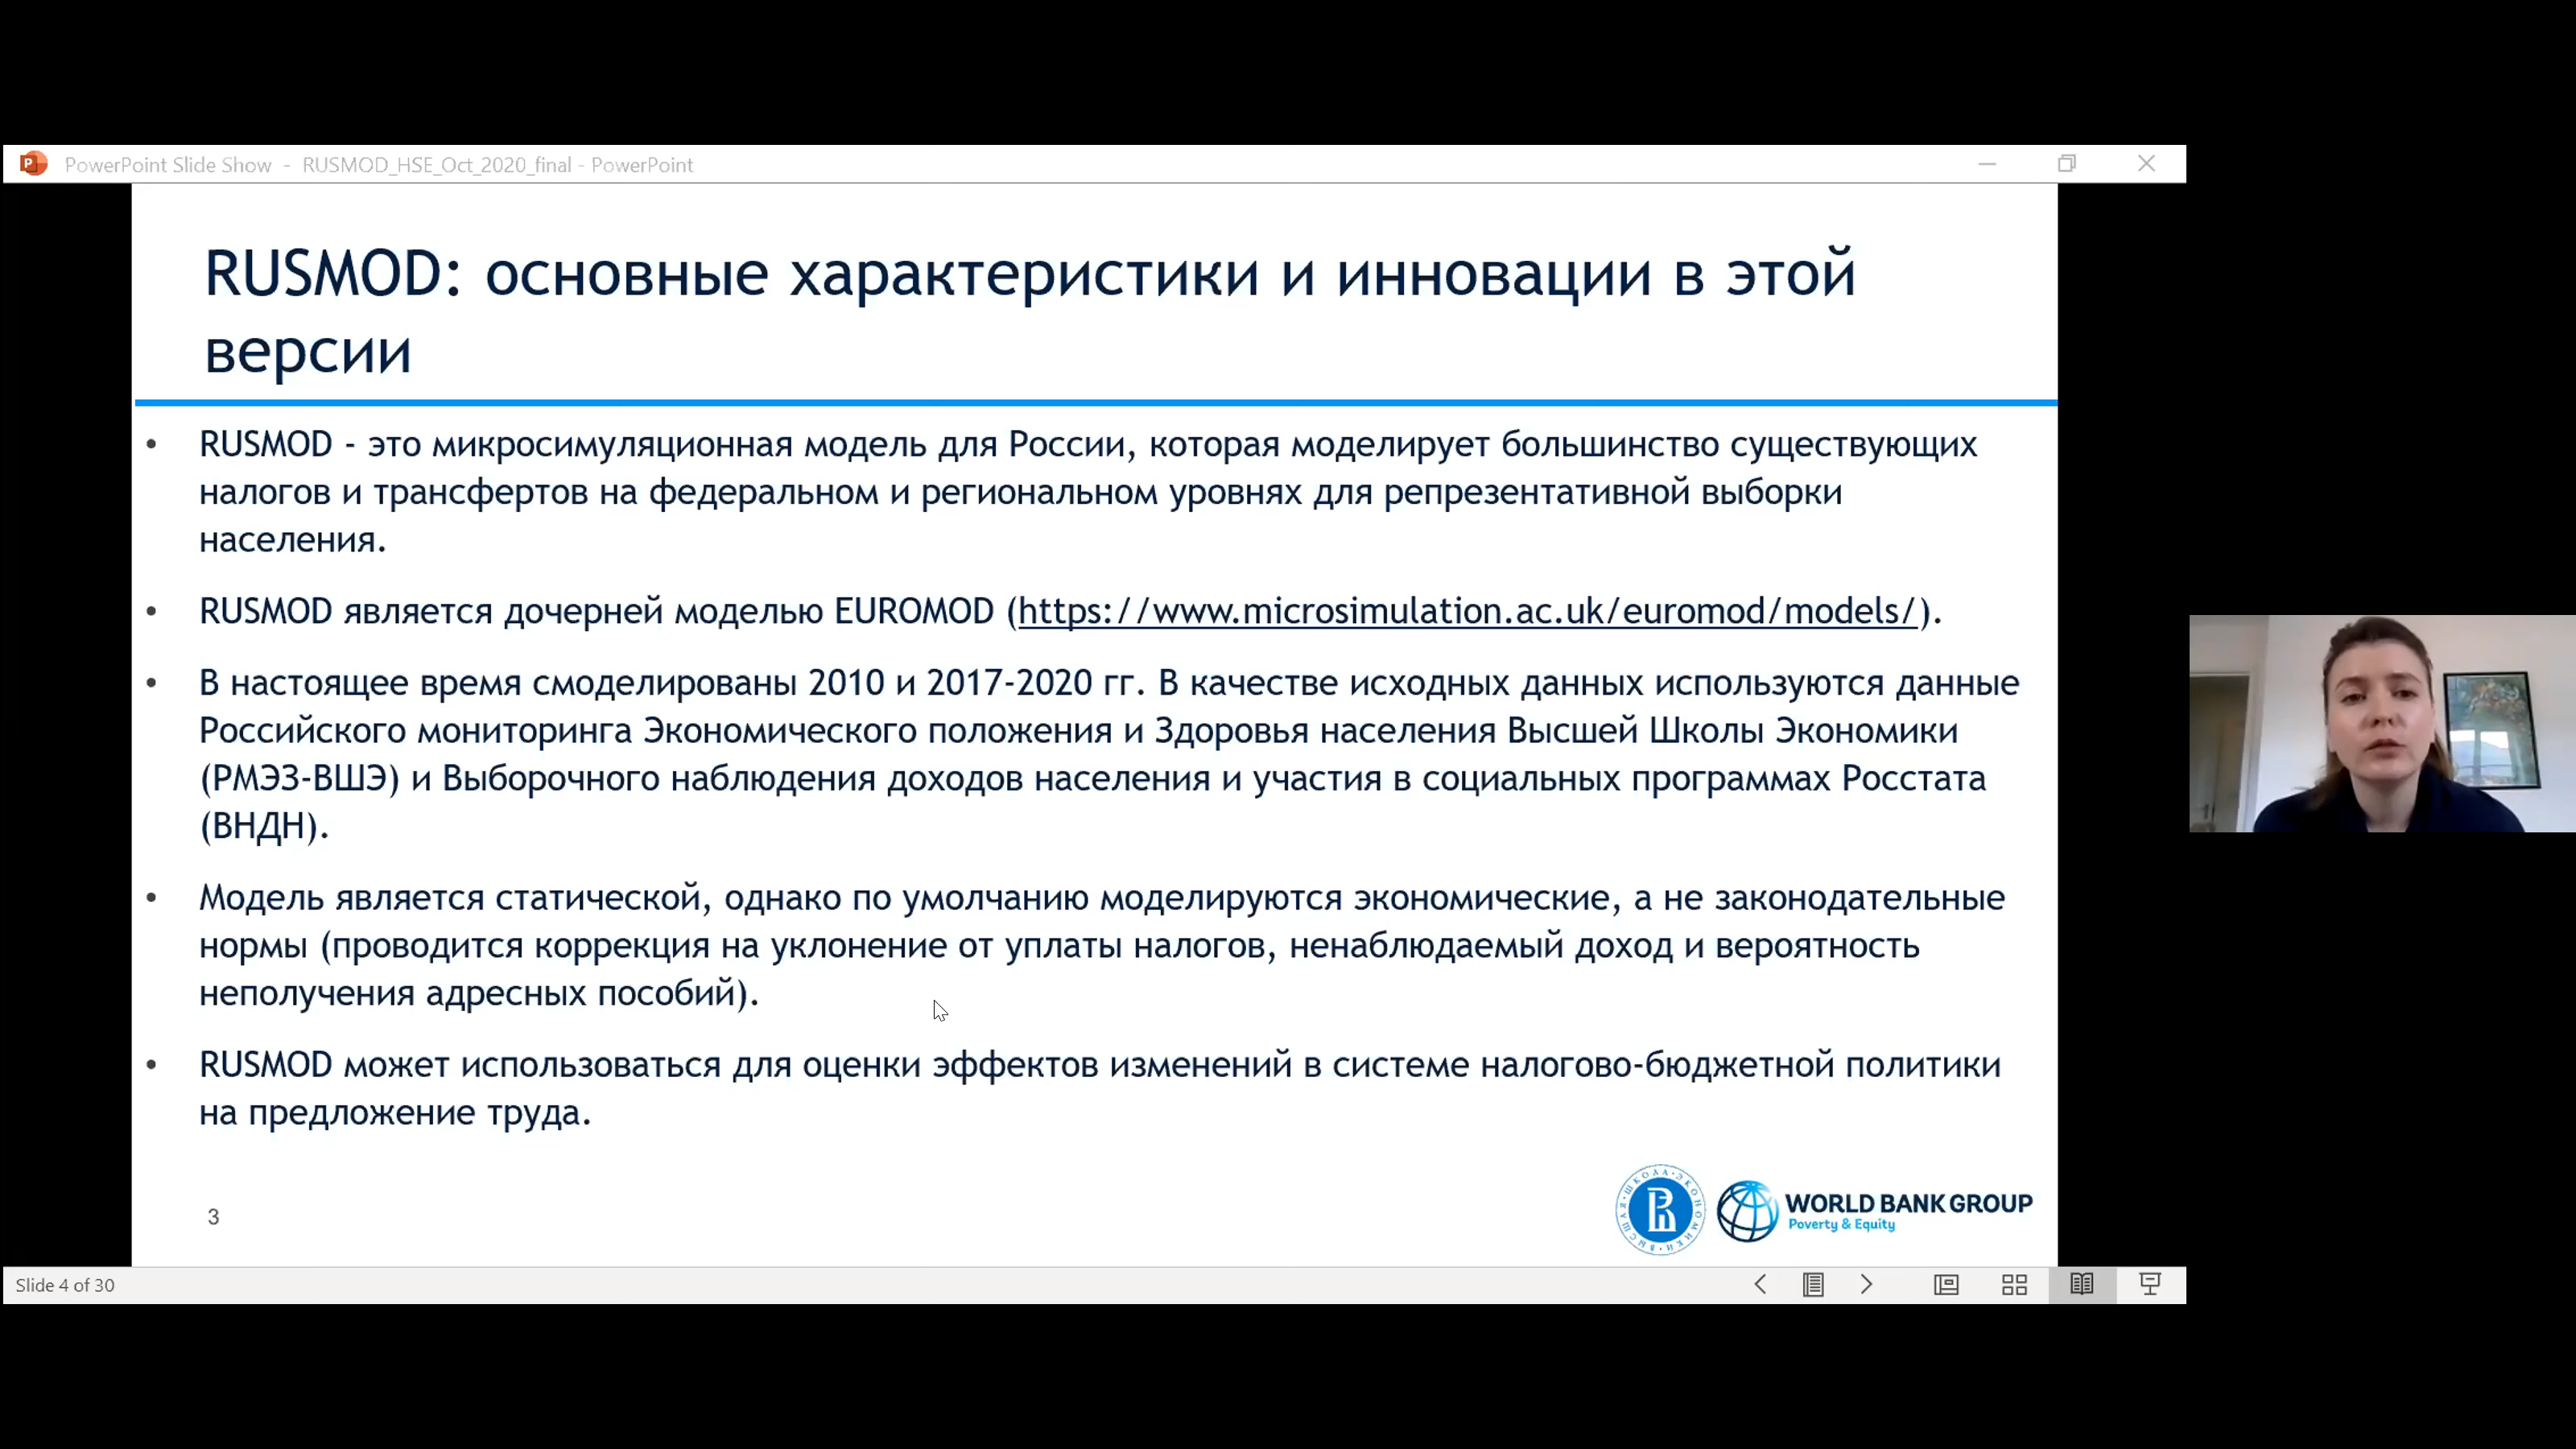 PowerPoint Slide Show - RUSMOD_HSE_Oct_2020_final - PowerPoint
RUSMOD: основные характеристики и инновации в этой
версии
• RUSMOD - это микросимуляционная модель для России, которая моделирует большинство существующих
налогов и трансфертов на федеральном и региональном уровнях для репрезентативной выборки
населения.
• RUSMOD является дочерней моделью EUROMOD (https://www.microsimulation.ac.uk/euromod/models/).
• В настоящее время смоделированы 2010 и 2017-2020 гг. В качестве исходных данных используются данные
Российского мониторинга Экономического положения и Здоровья населения Высшей Школы Экономики
(РМЭЗ-ВШЭ) и Выборочного наблюдения доходов населения и участия в социальных программах Росстата
(ВНДН).
• Модель является статической, однако по умолчанию моделируются экономические, а не законодательные
нормы (проводится коррекция на уклонение от уплаты налогов, ненаблюдаемый доход и вероятность
неполучения адресных пособий).
• RUSMOD может использоваться для оценки эффектов изменений в системе налогово-бюджетной политики
на предложение труда.
3
ВЫСШАЯ ШКОЛА ЭКОНОМИКИ
WORLD BANK GROUP
Poverty & Equity
Slide 4 of 30